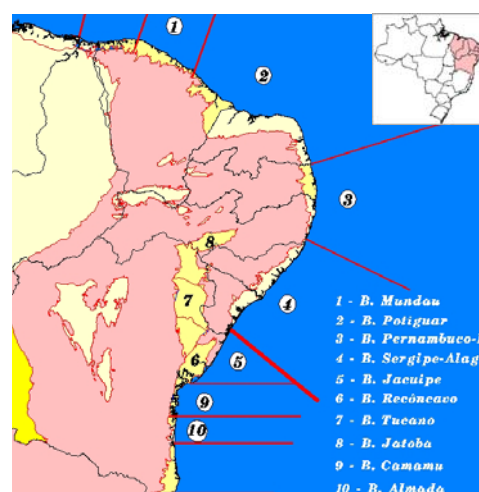 1
2
3
8
7
4
6
5
9
10
1 - B. Mundau
2 - B. Potiguar
3 - B. Pernambuco-
4 - B. Sergipe-Alag
5 - B. Jacuipe
6 - B. Recôncavo
7 - B. Tucano
8 - B. Jatoba
9 - B. Camamu
10 - B. Almada